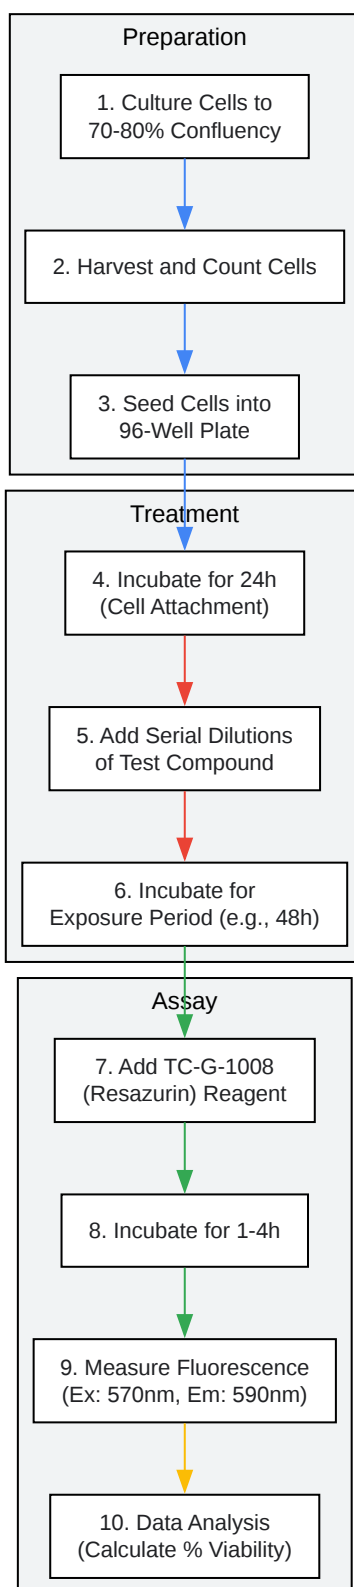 Preparation
1. Culture Cells to
70-80% Confluency
2. Harvest and Count Cells
3. Seed Cells into
96-Well Plate
Treatment
4. Incubate for 24h
(Cell Attachment)
5. Add Serial Dilutions
of Test Compound
6. Incubate for
Exposure Period (e.g., 48h)
Assay
7. Add TC-G-1008
(Resazurin) Reagent
8. Incubate for 1-4h
9. Measure Fluorescence
(Ex: 570nm, Em: 590nm)
10. Data Analysis
(Calculate % Viability)